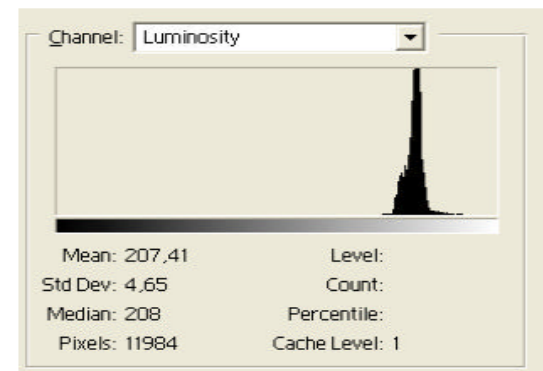 Channel: Luminosity
Mean: 207,41 Level:
Std Dev: 4,65 Count:
Median: 208 Percentile:
Pixels: 11984 Cache Level: 1